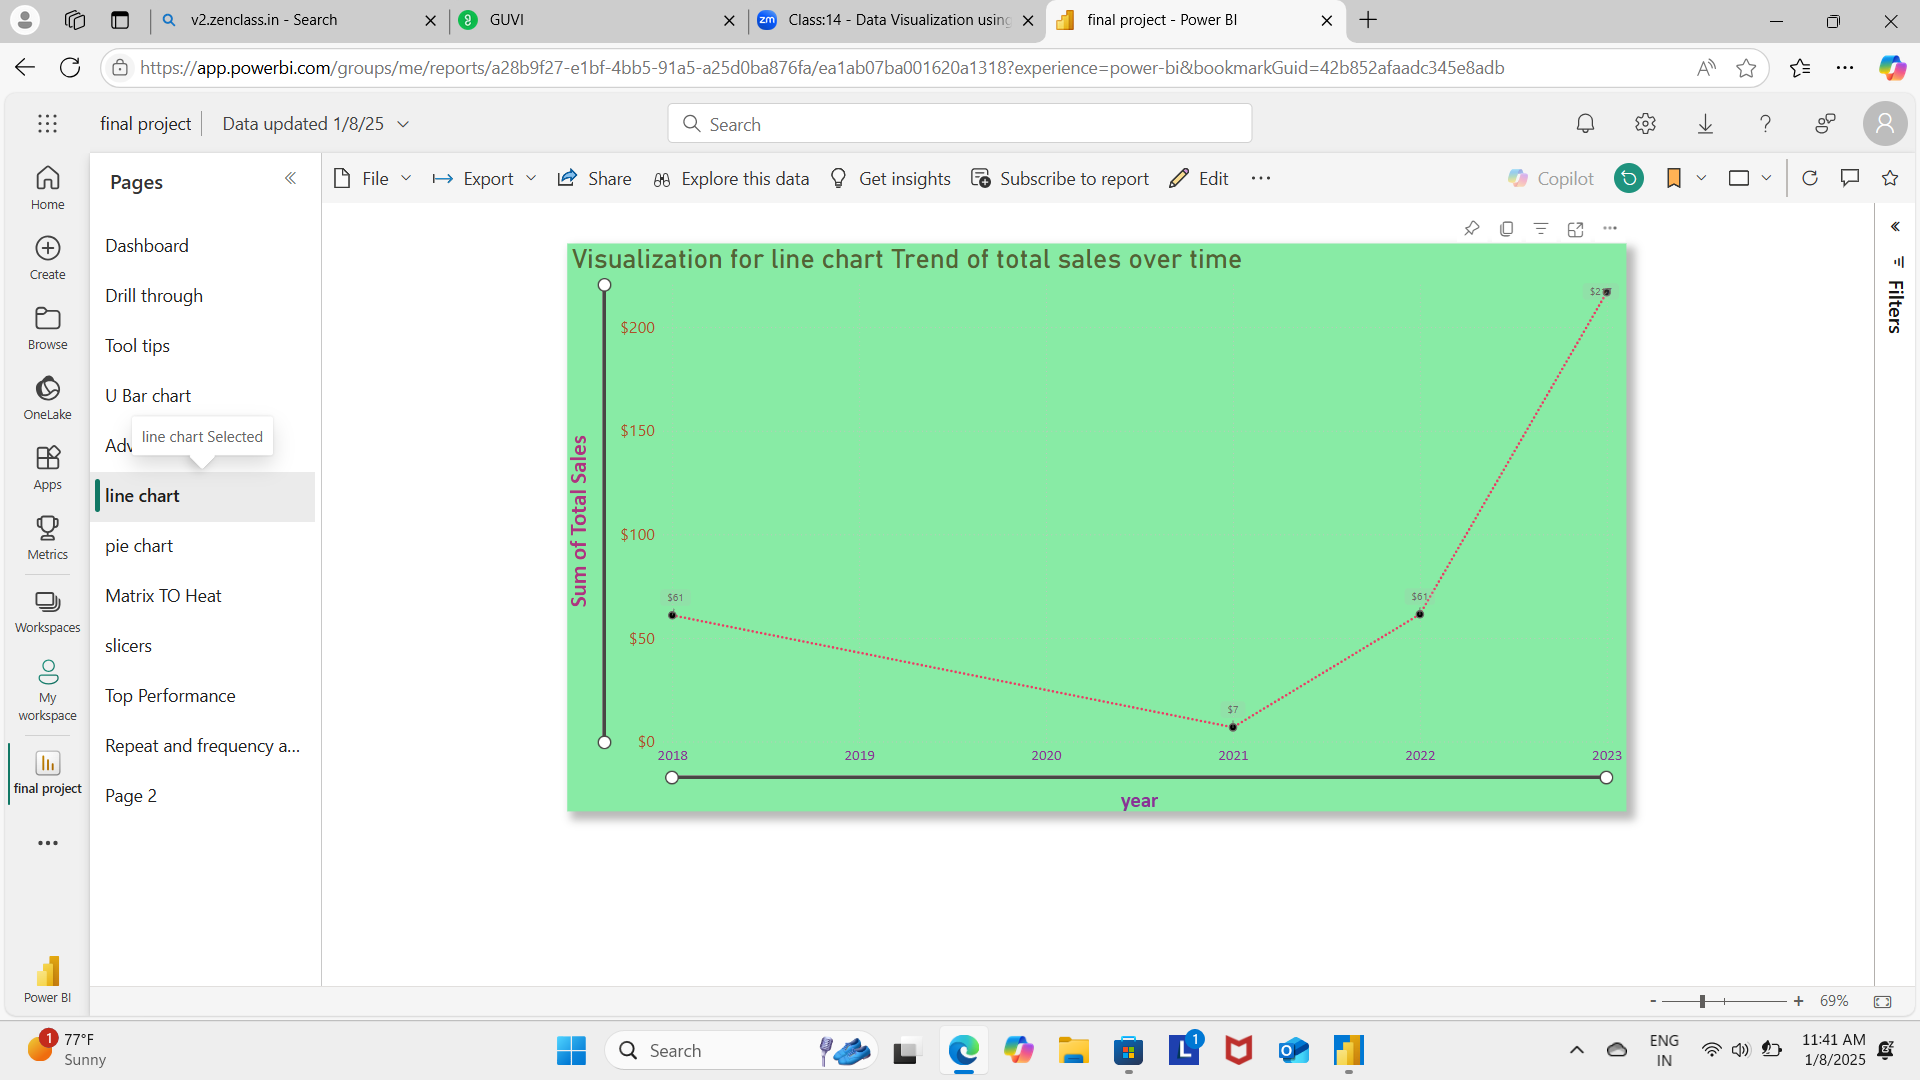 v2.zenclass.in - Search
GUVI
zm Class:14 - Data Visualization using
final project - Power BI
https://app.powerbi.com/groups/me/reports/a28b9f27-e1bf-4bb5-91a5-a25d0ba876fa/ea1ab07ba001620a1318?experience=power-bi&bookmarkGuid=42b852afaadc345e8adb
final project
Data updated 1/8/25
Search
Home
Create
Browse
OneLake
Apps
Metrics
Workspaces
My workspace
final project
Power BI
Pages
Dashboard
Drill through
Tool tips
U Bar chart
Adv
line chart Selected
line chart
pie chart
Matrix TO Heat
slicers
Top Performance
Repeat and frequency a...
Page 2
File
Export
Share
Explore this data
Get insights
Subscribe to report
Edit
Copilot
Filters
Visualization for line chart Trend of total sales over time
Sum of Total Sales
$200
$150
$100
$50
$0
$61
$7
$61
2018
2019
2020
2021
2022
2023
year
- + 69%
1
77°F
Sunny
Search
L 1
ENG
IN
11:41 AM
1/8/2025